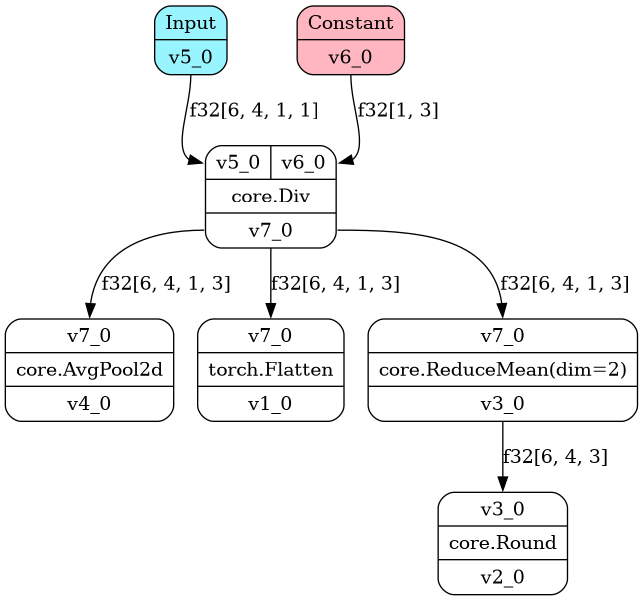 Input
v5_0
Constant
v6_0
f32[6, 4, 1, 1]
f32[1, 3]
v5_0 v6_0
core.Div
v7_0
f32[6, 4, 1, 3]
f32[6, 4, 1, 3]
f32[6, 4, 1, 3]
v7_0
core.AvgPool2d
v4_0
v7_0
torch.Flatten
v1_0
v7_0
core.ReduceMean(dim=2)
v3_0
f32[6, 4, 3]
v3_0
core.Round
v2_0